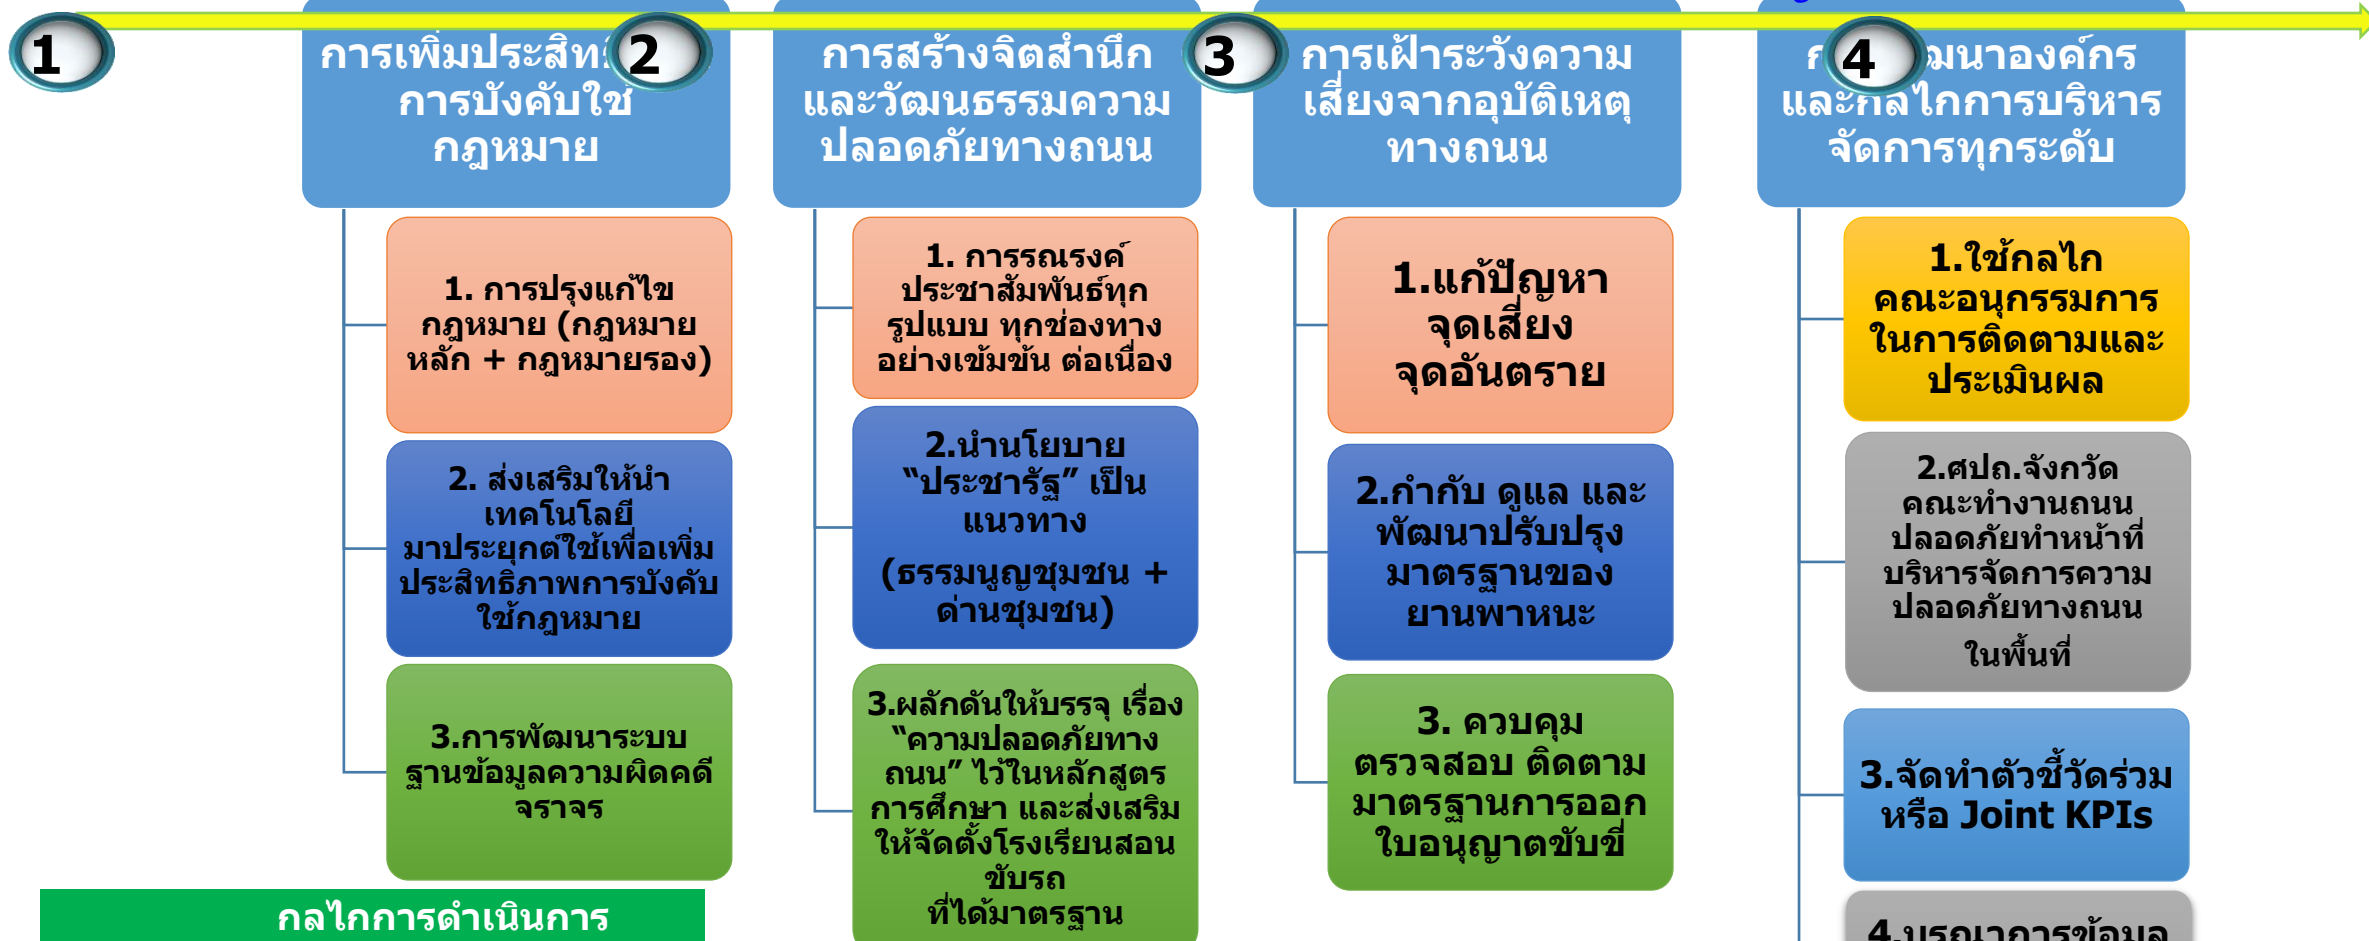 1
การเพิ่มประสิทธิ
การบังคับใช้
กฎหมาย
1. การปรุงแก้ไข
กฎหมาย (กฎหมาย
หลัก + กฎหมายรอง)
2. ส่งเสริมให้นำ
เทคโนโลยี
มาประยุกต์ใช้เพื่อเพิ่ม
ประสิทธิภาพการบังคับ
ใช้กฎหมาย
3.การพัฒนาระบบ
ฐานข้อมูลความผิดคดี
จราจร
กลไกการดำเนินการ
2
การสร้างจิตสำนึก
และวัฒนธรรมความ
ปลอดภัยทางถนน
1. การรณรงค์
ประชาสัมพันธ์ทุก
รูปแบบ ทุกช่องทาง
อย่างเข้มข้น ต่อเนื่อง
2.นำนโยบาย
“ประชารัฐ” เป็น
แนวทาง
(ธรรมนูญชุมชน +
ด่านชุมชน)
3.ผลักดันให้บรรจุ เรื่อง
“ความปลอดภัยทาง
ถนน” ไว้ในหลักสูตร
การศึกษา และส่งเสริม
ให้จัดตั้งโรงเรียนสอน
ขับรถ
ที่ได้มาตรฐาน
3
การเฝ้าระวังความ
เสี่ยงจากอุบัติเหตุ
ทางถนน
1.แก้ปัญหา
จุดเสี่ยง
จุดอันตราย
2.กำกับ ดูแล และ
พัฒนาปรับปรุง
มาตรฐานของ
ยานพาหนะ
3. ควบคุม
ตรวจสอบ ติดตาม
มาตรฐานการออก
ใบอนุญาตขับขี่
4
องค์กร
และกลไกการบริหาร
จัดการทุกระดับ
1.ใช้กลไก
คณะอนุกรรมการ
ในการติดตามและ
ประเมินผล
2.ศปถ.จังกวัด
คณะทำงานถนน
ปลอดภัยทำหน้าที่
บริหารจัดการความ
ปลอดภัยทางถนน
ในพื้นที่
3.จัดทำตัวชี้วัดร่วม
หรือ Joint KPIs
4.บูรณาการข้อมูล